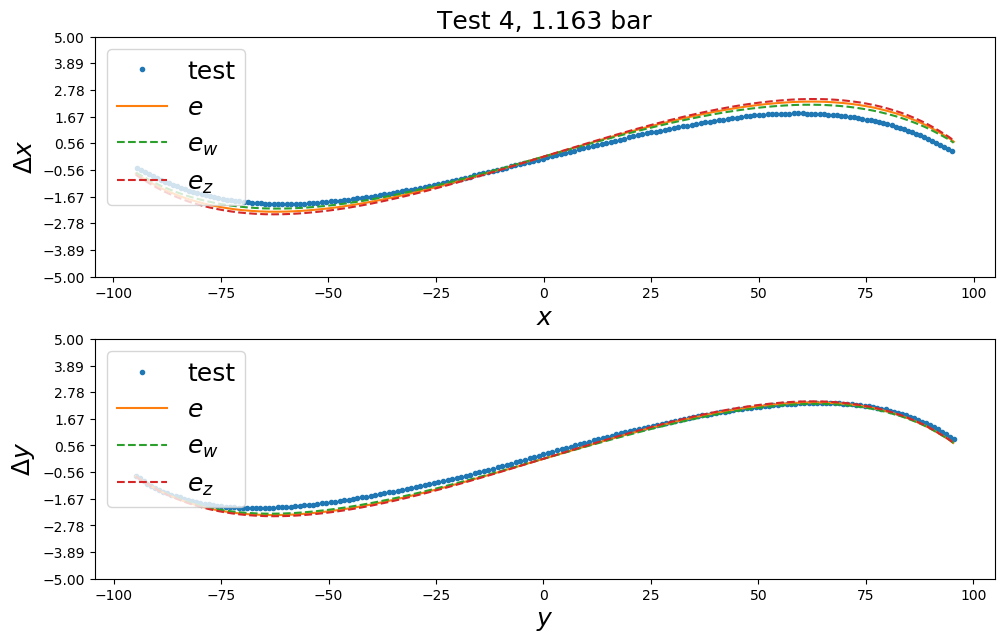 Test 4, 1.163 bar
5.00
3.89
2.78
1.67
0.56
−0.56
−1.67
−2.78
−3.89
−5.00
Δx
test
e
e_w
e_z
−100 −75 −50 −25 0 25 50 75 100
x
5.00
3.89
2.78
1.67
0.56
−0.56
−1.67
−2.78
−3.89
−5.00
Δy
test
e
e_w
e_z
−100 −75 −50 −25 0 25 50 75 100
y